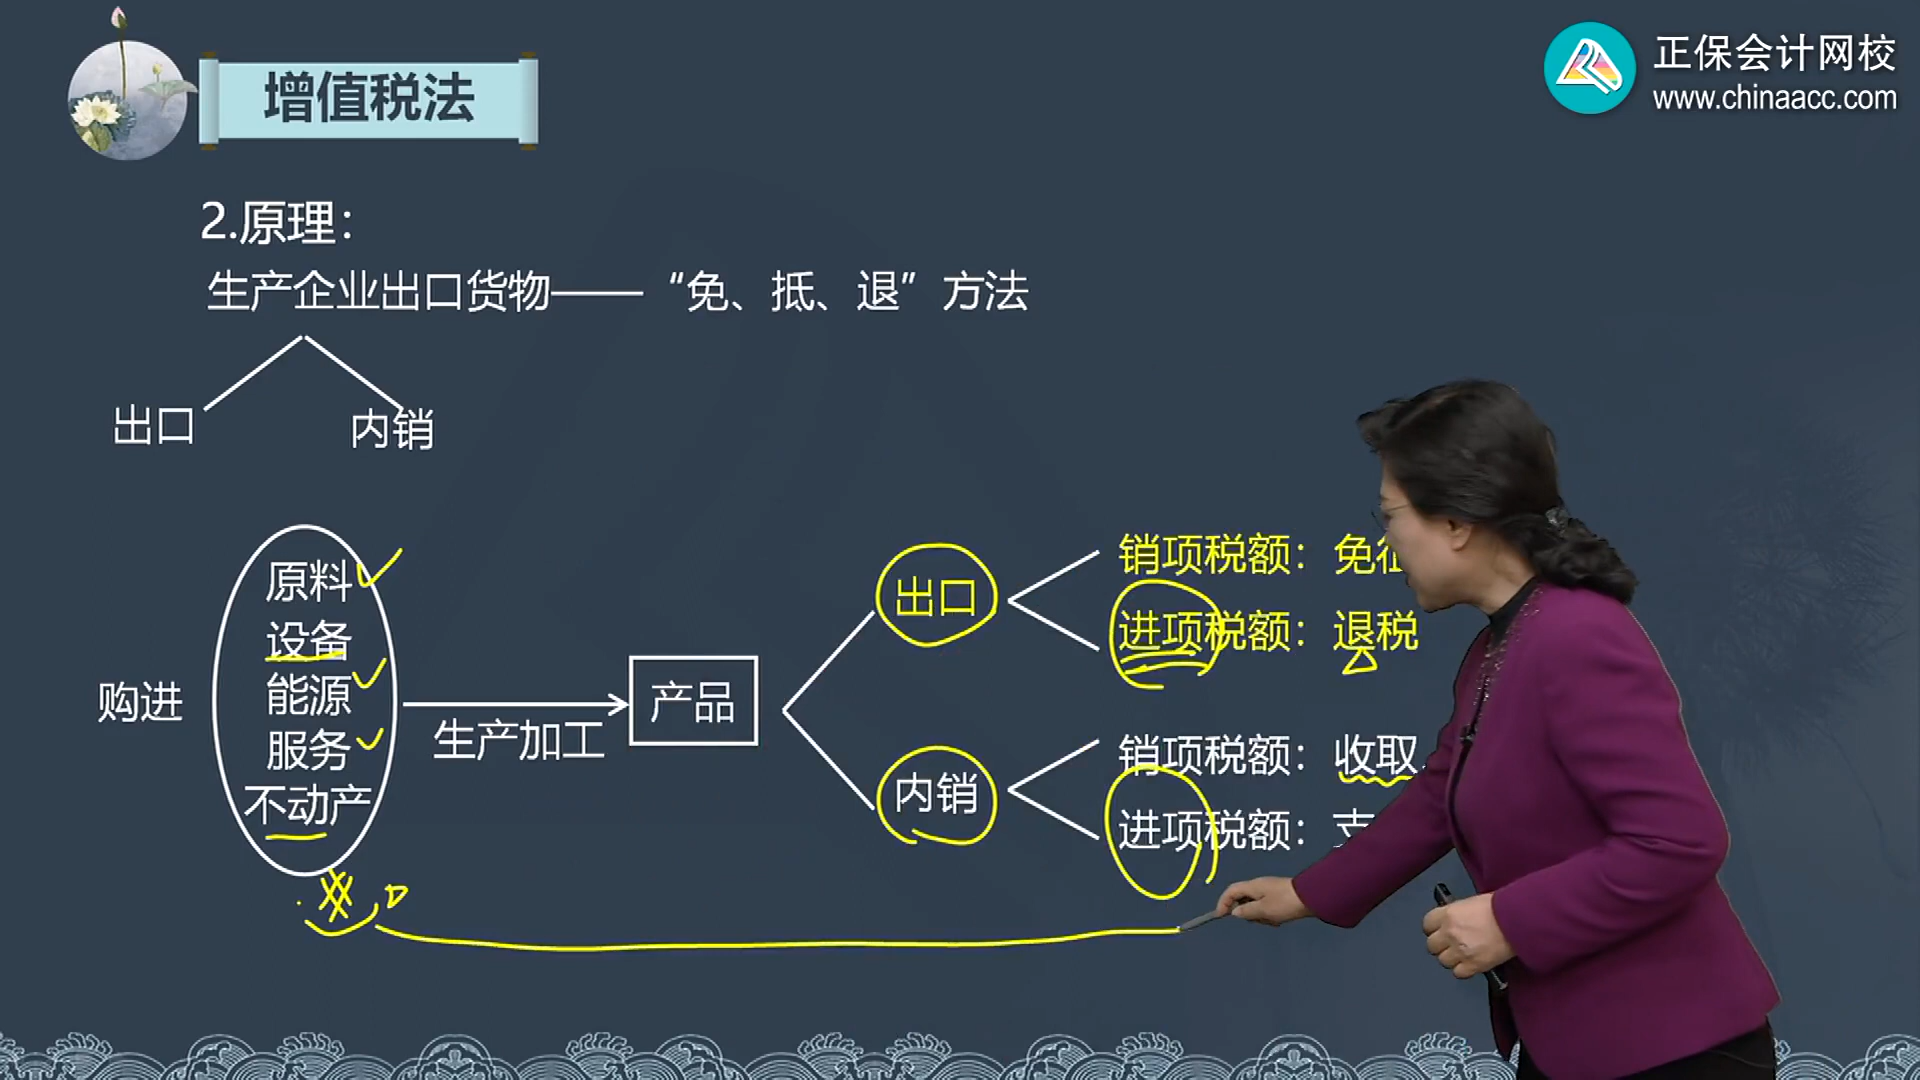 增值税法
正保会计网校
www.chinaacc.com
2.原理：
生产企业出口货物——“免、抵、退”方法
出口
内销
购进
原料
设备
能源
服务
不动产
生产加工
产品
出口
销项税额：免征
进项税额：退税
内销
销项税额：收取
进项税额：支